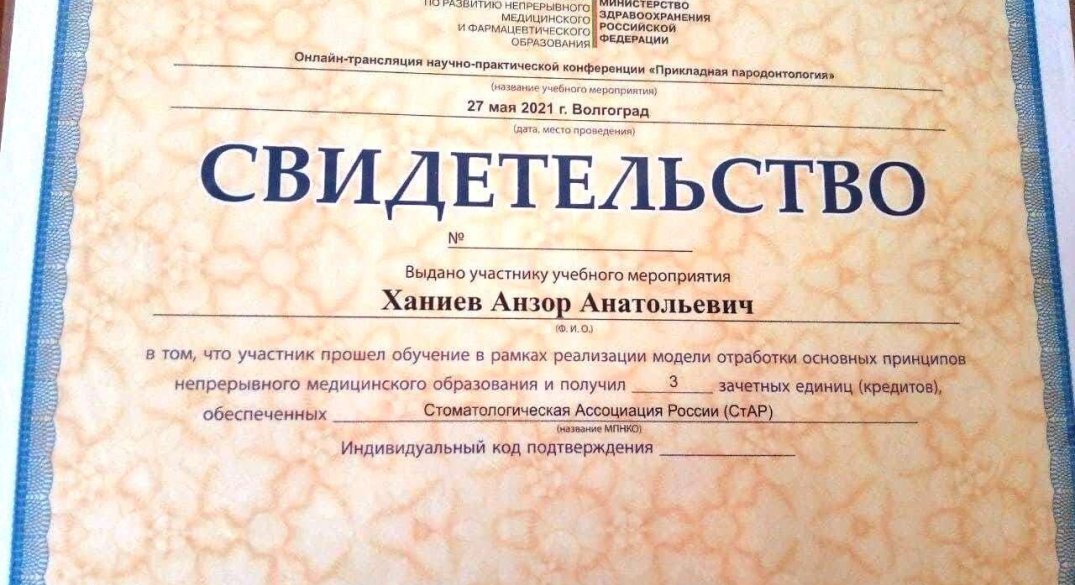 ПО РАЗВИТИЮ НЕПРЕРЫВНОГО
МЕДИЦИНСКОГО
И ФАРМАЦЕВТИЧЕСКОГО
ОБРАЗОВАНИЯ
МИНИСТЕРСТВО
ЗДРАВООХРАНЕНИЯ
РОССИЙСКОЙ
ФЕДЕРАЦИИ
Онлайн-трансляция научно-практической конференции «Прикладная пародонтология»
(название учебного мероприятия)
27 мая 2021 г. Волгоград
(дата, место проведения)
СВИДЕТЕЛЬСТВО
№
Выдано участнику учебного мероприятия
Ханиев Анзор Анатольевич
(Ф. И. О.)
в том, что участник прошел обучение в рамках реализации модели отработки основных принципов
непрерывного медицинского образования и получил 3 зачетных единиц (кредитов),
обеспеченных Стоматологическая Ассоциация России (СтАР)
(название МПНКО)
Индивидуальный код подтверждения